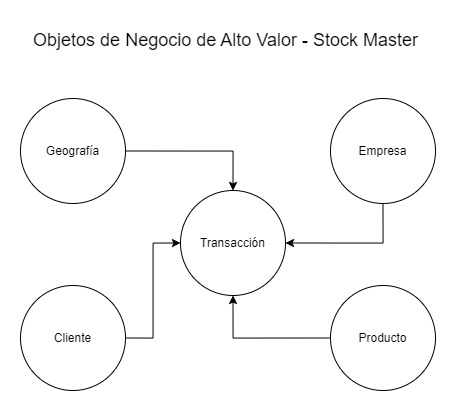 Objetos de Negocio de Alto Valor - Stock Master
Geografía
Empresa
Transacción
Cliente
Producto